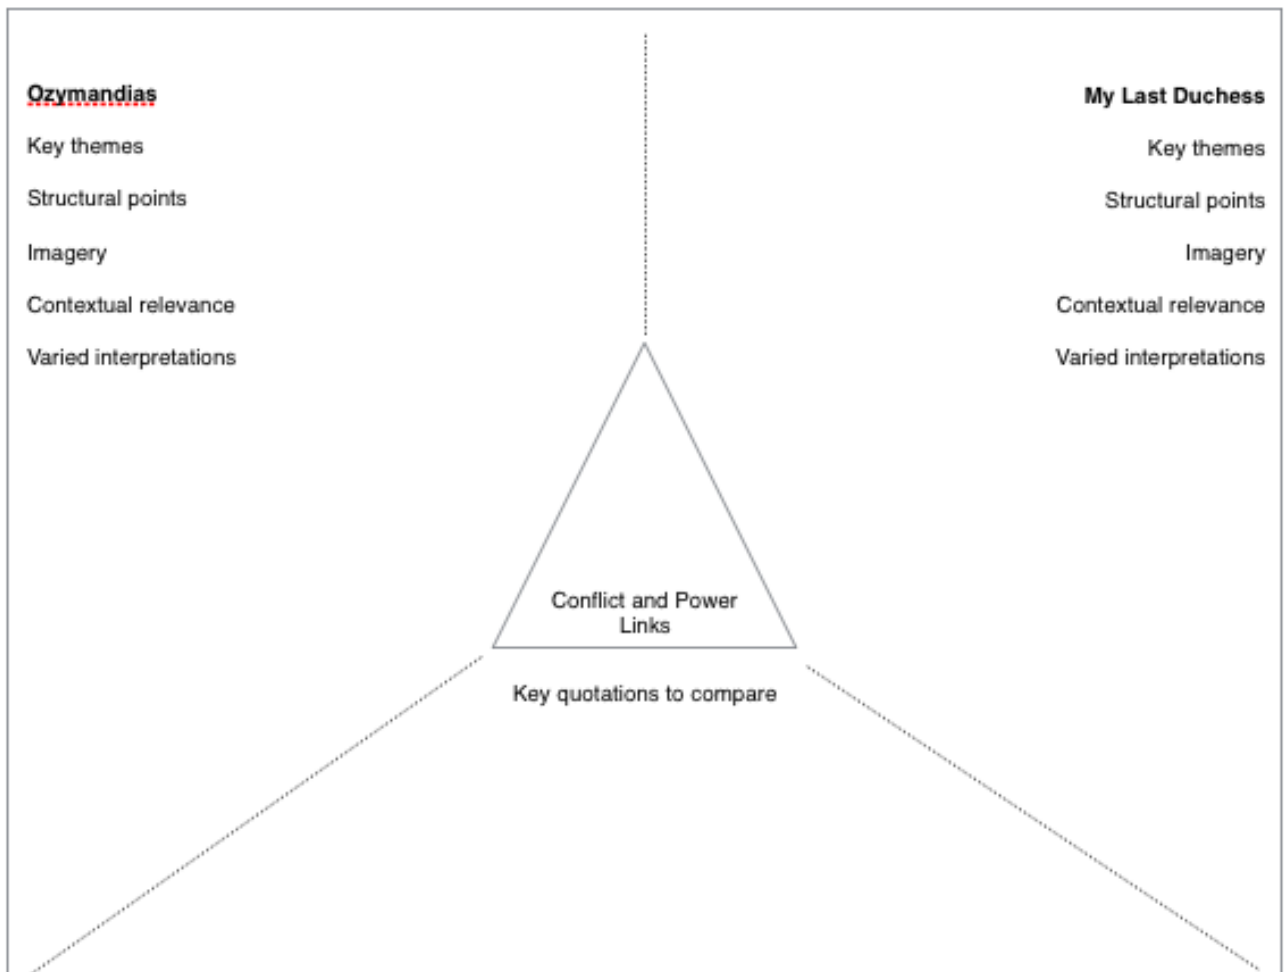 Ozymandias
Key themes
Structural points
Imagery
Contextual relevance
Varied interpretations
My Last Duchess
Key themes
Structural points
Imagery
Contextual relevance
Varied interpretations
Conflict and Power
Links
Key quotations to compare